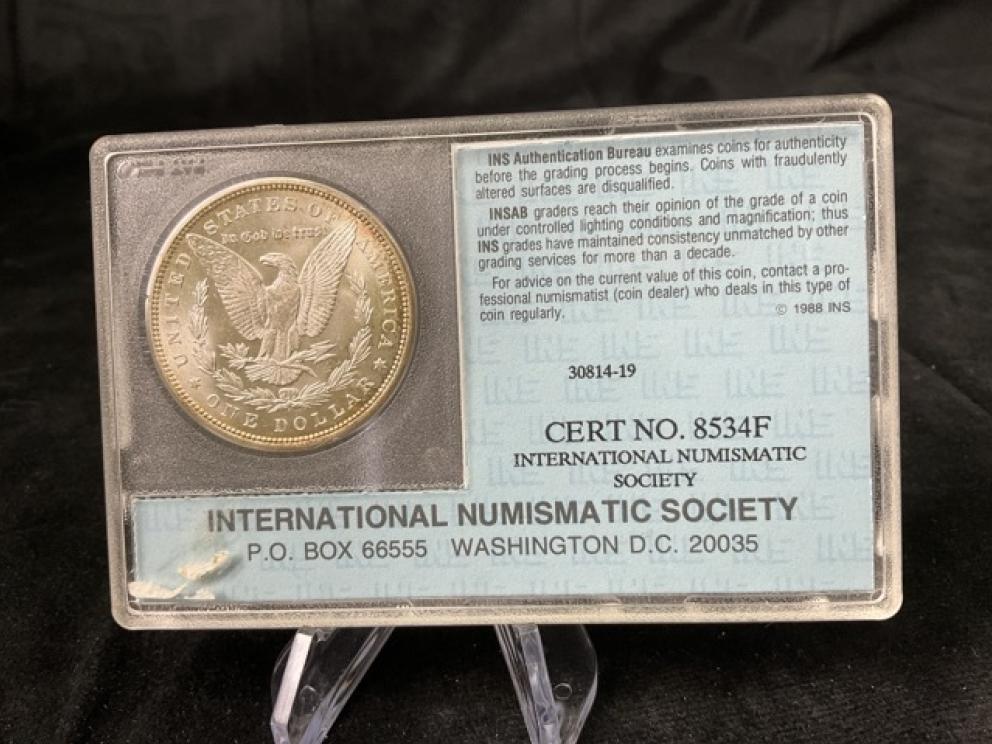 UNITED STATES OF AMERICA
In God we trust
ONE DOLLAR
INS Authentication Bureau examines coins for authenticity
before the grading process begins. Coins with fraudulently
altered surfaces are disqualified.
INSAB graders reach their opinion of the grade of a coin
under controlled lighting conditions and magnification; thus
INS grades have maintained consistency unmatched by other
grading services for more than a decade.
For advice on the current value of this coin, contact a pro-
fessional numismatist (coin dealer) who deals in this type of
coin regularly. © 1988 INS
30814-19
CERT NO. 8534F
INTERNATIONAL NUMISMATIC
SOCIETY
INTERNATIONAL NUMISMATIC SOCIETY
P.O. BOX 66555 WASHINGTON D.C. 20035